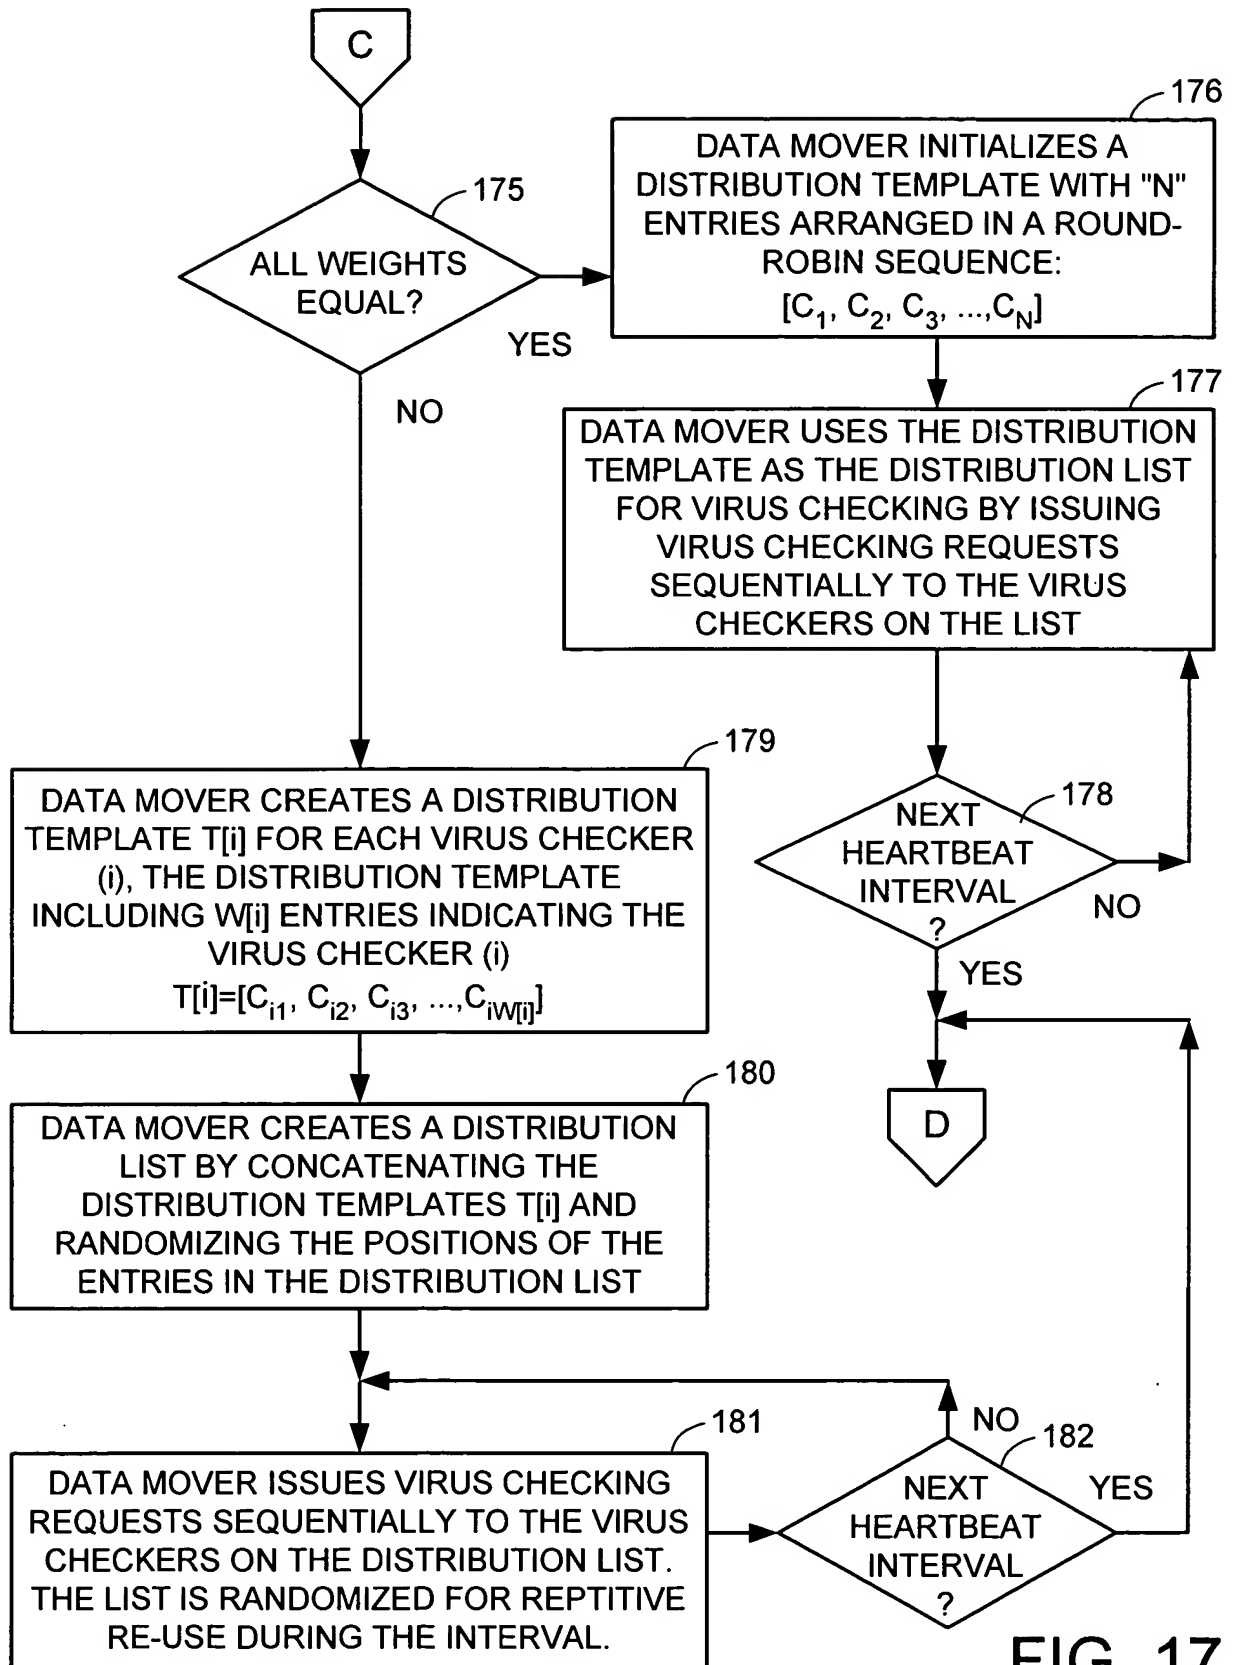 C
175
ALL WEIGHTS
EQUAL?
YES
NO
176
DATA MOVER INITIALIZES A
DISTRIBUTION TEMPLATE WITH "N"
ENTRIES ARRANGED IN A ROUND-
ROBIN SEQUENCE:
[C1, C2, C3, ...,CN]
177
DATA MOVER USES THE DISTRIBUTION
TEMPLATE AS THE DISTRIBUTION LIST
FOR VIRUS CHECKING BY ISSUING
VIRUS CHECKING REQUESTS
SEQUENTIALLY TO THE VIRUS
CHECKERS ON THE LIST
178
NEXT
HEARTBEAT
INTERVAL
?
NO
YES
D
179
DATA MOVER CREATES A DISTRIBUTION
TEMPLATE T[i] FOR EACH VIRUS CHECKER
(i), THE DISTRIBUTION TEMPLATE
INCLUDING W[i] ENTRIES INDICATING THE
VIRUS CHECKER (i)
T[i]=[Ci1, Ci2, Ci3, ...,CiW[i]]
180
DATA MOVER CREATES A DISTRIBUTION
LIST BY CONCATENATING THE
DISTRIBUTION TEMPLATES T[i] AND
RANDOMIZING THE POSITIONS OF THE
ENTRIES IN THE DISTRIBUTION LIST
181
DATA MOVER ISSUES VIRUS CHECKING
REQUESTS SEQUENTIALLY TO THE VIRUS
CHECKERS ON THE DISTRIBUTION LIST.
THE LIST IS RANDOMIZED FOR REPTITIVE
RE-USE DURING THE INTERVAL.
182
NEXT
HEARTBEAT
INTERVAL
?
NO
YES
FIG. 17